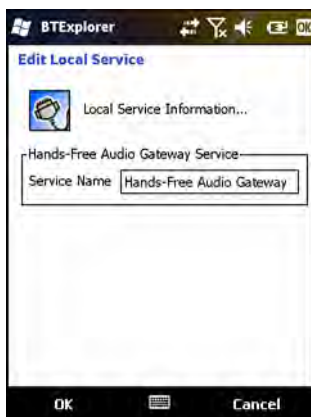 BTExplorer
OK
Edit Local Service
Local Service Information...
Hands-Free Audio Gateway Service
Service Name Hands-Free Audio Gateway
OK Cancel